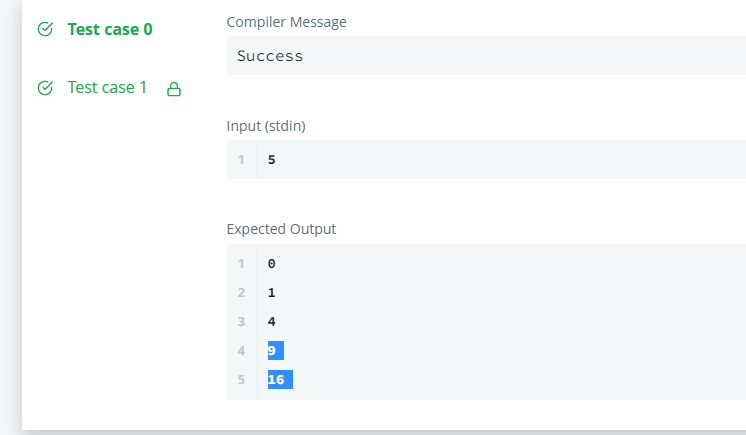 Test case 0
Test case 1
Compiler Message
Success
Input (stdin)
1 5
Expected Output
1 0
2 1
3 4
4 9
5 16